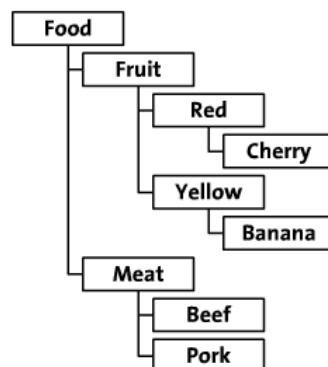 Food
Fruit
Red
Cherry
Yellow
Banana
Meat
Beef
Pork